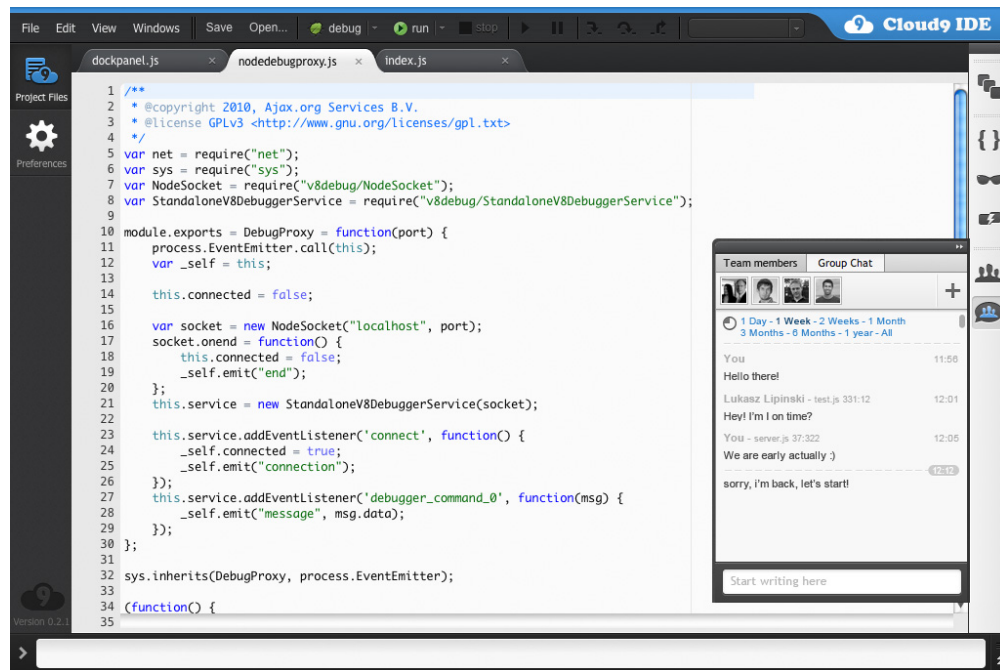 File Edit View Windows Save Open... debug run stop
Cloud9 IDE
dockpanel.js × nodedebugproxy.js × index.js ×
Project Files
Preferences
Version 0.2.1
1 /**
2  * @copyright 2010, Ajax.org Services B.V.
3  * @license GPLv3 <http://www.gnu.org/licenses/gpl.txt>
4  */
5 var net = require("net");
6 var sys = require("sys");
7 var NodeSocket = require("v8debug/NodeSocket");
8 var StandaloneV8DebuggerService = require("v8debug/StandaloneV8DebuggerService");
9
10 module.exports = DebugProxy = function(port) {
11     process.EventEmitter.call(this);
12     var _self = this;
13
14     this.connected = false;
15
16     var socket = new NodeSocket("localhost", port);
17     socket.onend = function() {
18         this.connected = false;
19         _self.emit("end");
20     };
21     this.service = new StandaloneV8DebuggerService(socket);
22
23     this.service.addEventListener('connect', function() {
24         _self.connected = true;
25         _self.emit("connection");
26     });
27     this.service.addEventListener('debugger_command_0', function(msg) {
28         _self.emit("message", msg.data);
29     });
30 };
31
32 sys.inherits(DebugProxy, process.EventEmitter);
33
34 (function() {
35
Team members Group Chat
1 Day - 1 Week - 2 Weeks - 1 Month
3 Months - 6 Months - 1 year - All
You 11:56
Hello there!
Lukasz Lipinski - test.js 331:12 12:01
Hey! I'm I on time?
You - server.js 37:322 12:05
We are early actually :)
12:12
sorry, i'm back, let's start!
Start writing here